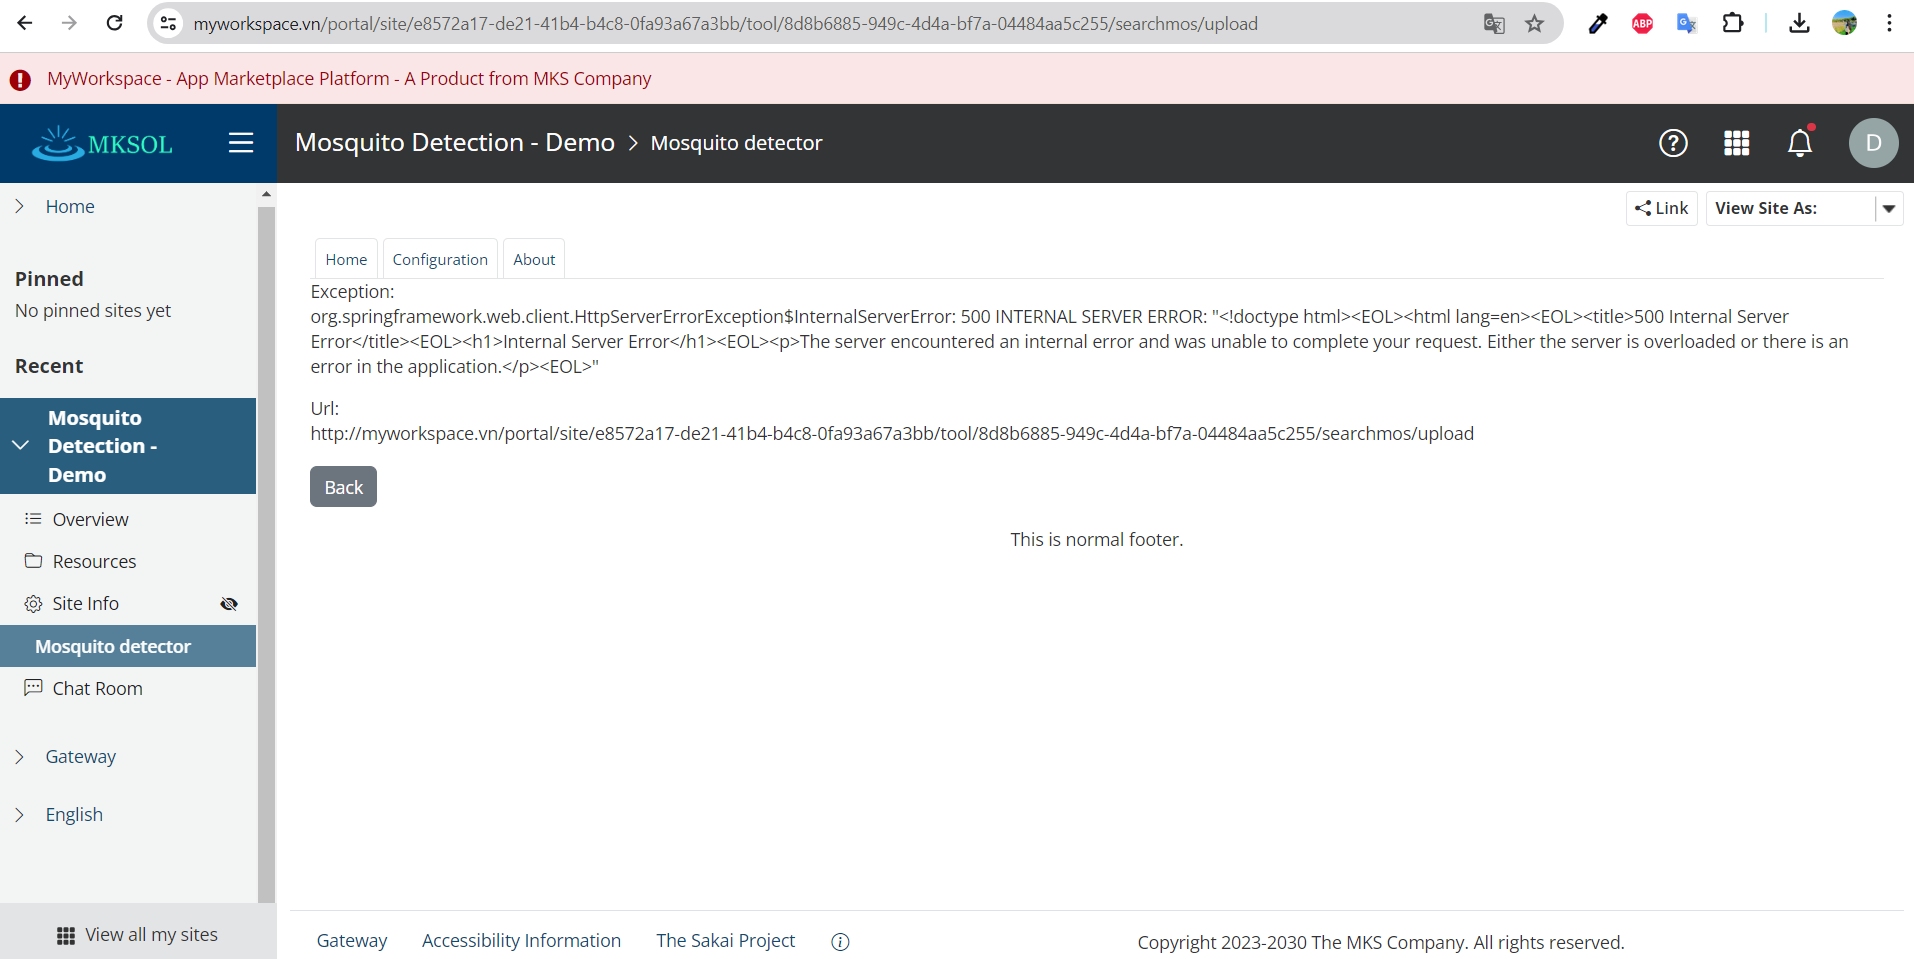 myworkspace.vn/portal/site/e8572a17-de21-41b4-b4c8-0fa93a67a3bb/tool/8d8b6885-949c-4d4a-bf7a-04484aa5c255/searchmos/upload
ABP
MyWorkspace - App Marketplace Platform - A Product from MKS Company
MKSOL
Mosquito Detection - Demo > Mosquito detector
D
Home
Link
View Site As:
Home
Configuration
About
Pinned
No pinned sites yet
Recent
Mosquito
Detection -
Demo
Overview
Resources
Site Info
Mosquito detector
Chat Room
Gateway
English
View all my sites
Exception:
org.springframework.web.client.HttpServerErrorException$InternalServerError: 500 INTERNAL SERVER ERROR: "<!doctype html><EOL><html lang=en><EOL><title>500 Internal Server
Error</title><EOL><h1>Internal Server Error</h1><EOL><p>The server encountered an internal error and was unable to complete your request. Either the server is overloaded or there is an
error in the application.</p><EOL>"
Url:
http://myworkspace.vn/portal/site/e8572a17-de21-41b4-b4c8-0fa93a67a3bb/tool/8d8b6885-949c-4d4a-bf7a-04484aa5c255/searchmos/upload
Back
This is normal footer.
Gateway
Accessibility Information
The Sakai Project
Copyright 2023-2030 The MKS Company. All rights reserved.